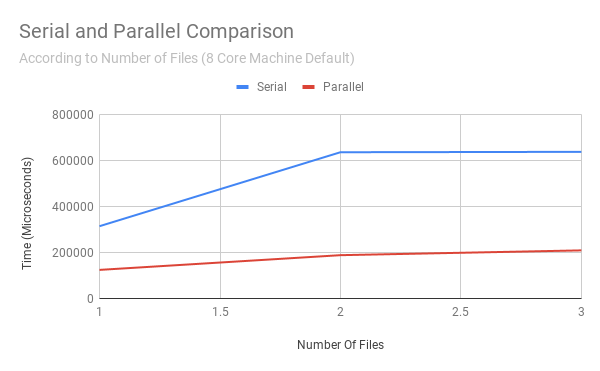 Serial and Parallel Comparison
According to Number of Files (8 Core Machine Default)
Serial Parallel
800000
600000
400000
200000
0
Time (Microseconds)
1 1.5 2 2.5 3
Number Of Files